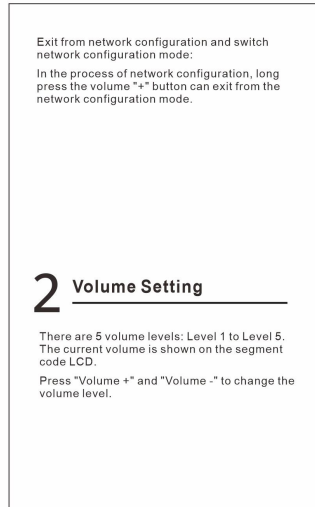 Exit from network configuration and switch
network configuration mode:
In the process of network configuration, long
press the volume "+" button can exit from the
network configuration mode.
2 Volume Setting
There are 5 volume levels: Level 1 to Level 5.
The current volume is shown on the segment
code LCD.
Press "Volume +" and "Volume -" to change the
volume level.